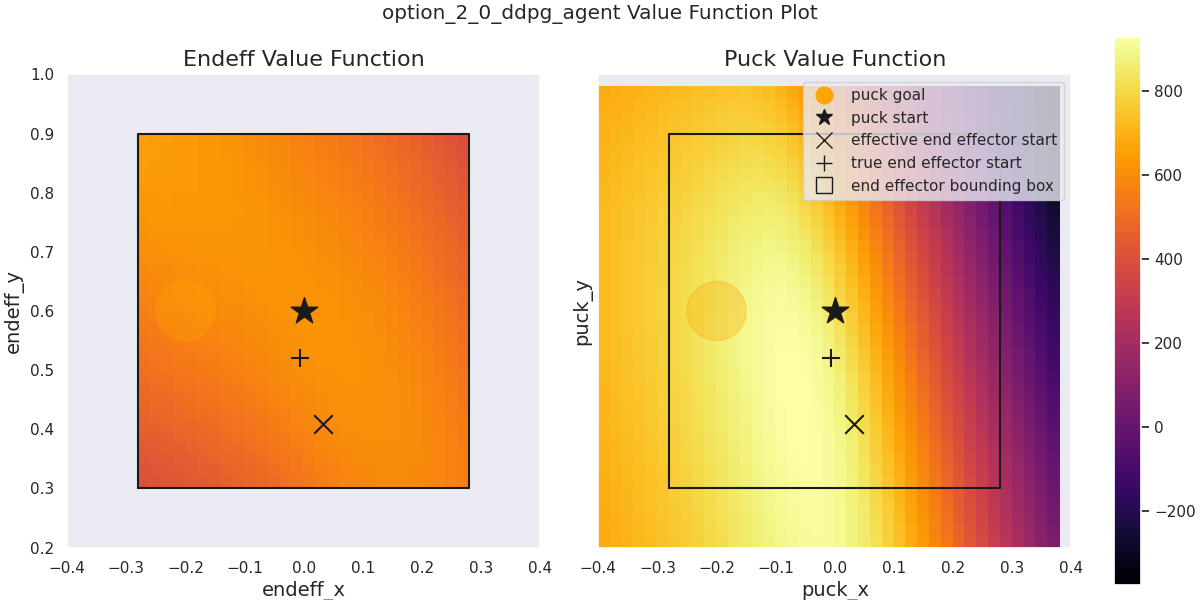 option_2_0_ddpg_agent Value Function Plot
Endeff Value Function
Puck Value Function
1.0
0.9
0.8
0.7
0.6
0.5
0.4
0.3
0.2
endeff_y
−0.4 −0.3 −0.2 −0.1 0.0 0.1 0.2 0.3 0.4
endeff_x
puck_y
puck goal
puck start
effective end effector start
true end effector start
end effector bounding box
−0.4 −0.3 −0.2 −0.1 0.0 0.1 0.2 0.3 0.4
puck_x
800
600
400
200
0
−200